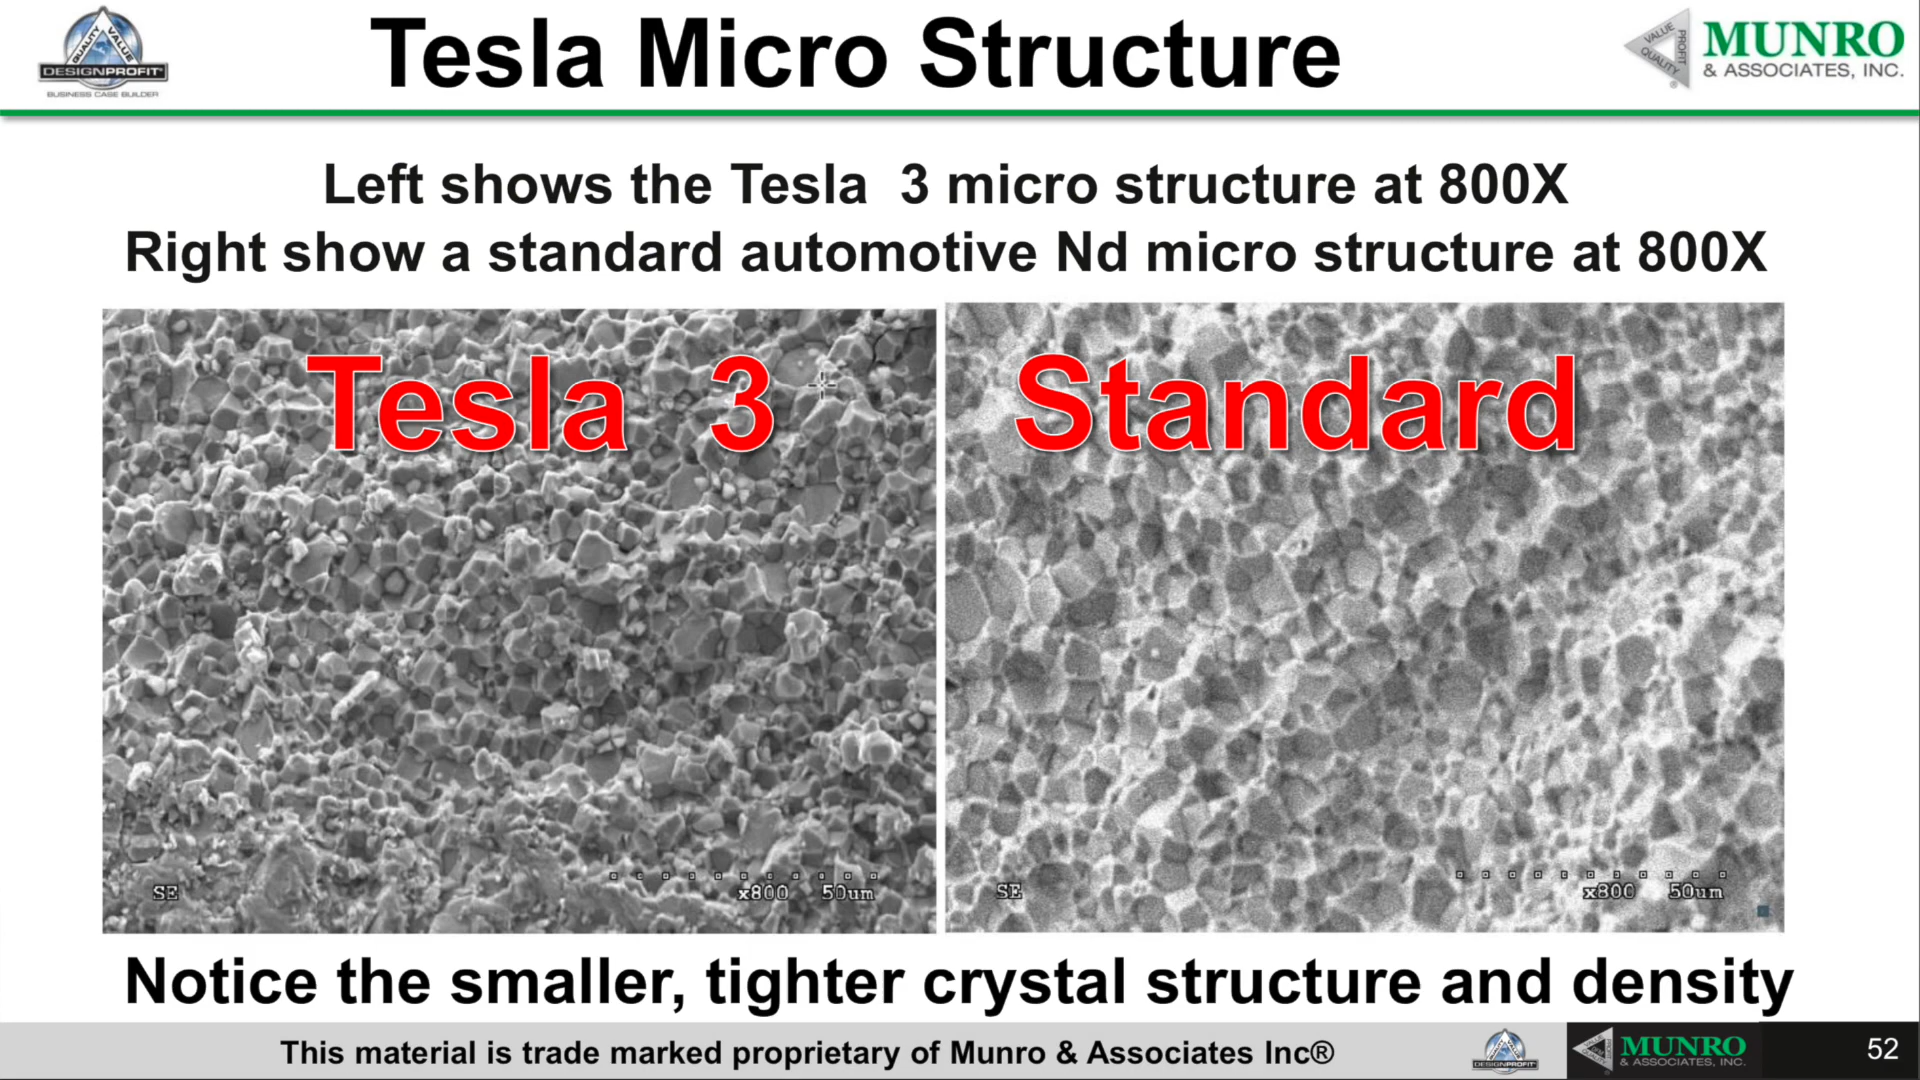 QUALITY VALUE
DESIGNPROFIT®
BUSINESS CASE BUILDER
Tesla Micro Structure
VALUE QUALITY PROFIT ®
MUNRO
& ASSOCIATES, INC.
Left shows the Tesla  3 micro structure at 800X
Right show a standard automotive Nd micro structure at 800X
Tesla  3
Standard
SE
x800 50um
SE
x800 50um
Notice the smaller, tighter crystal structure and density
This material is trade marked proprietary of Munro & Associates Inc®
DESIGNPROFIT
MUNRO
& ASSOCIATES, INC.
52